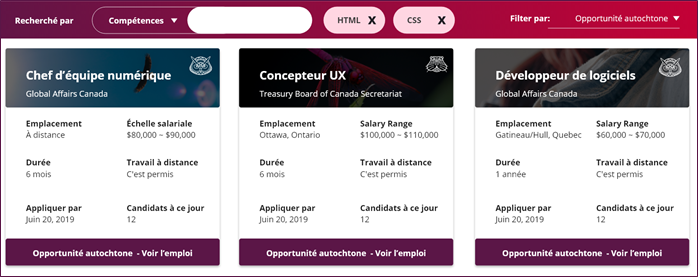 Recherché par Compétences HTML X CSS X Filter par: Opportunité autochtone
Chef d'équipe numérique
Global Affairs Canada
Emplacement Échelle salariale
À distance $80,000 ~ $90,000
Durée Travail à distance
6 mois C'est permis
Appliquer par Candidats à ce jour
Juin 20, 2019 12
Opportunité autochtone - Voir l'emploi
Concepteur UX
Treasury Board of Canada Secretariat
Emplacement Salary Range
Ottawa, Ontario $100,000 ~ $110,000
Durée Travail à distance
6 mois C'est permis
Appliquer par Candidats à ce jour
Juin 20, 2019 12
Opportunité autochtone - Voir l'emploi
Développeur de logiciels
Global Affairs Canada
Emplacement Salary Range
Gatineau/Hull, Quebec $60,000 ~ $70,000
Durée Travail à distance
1 année C'est permis
Appliquer par Candidats à ce jour
Juin 20, 2019 12
Opportunité autochtone - Voir l'emploi